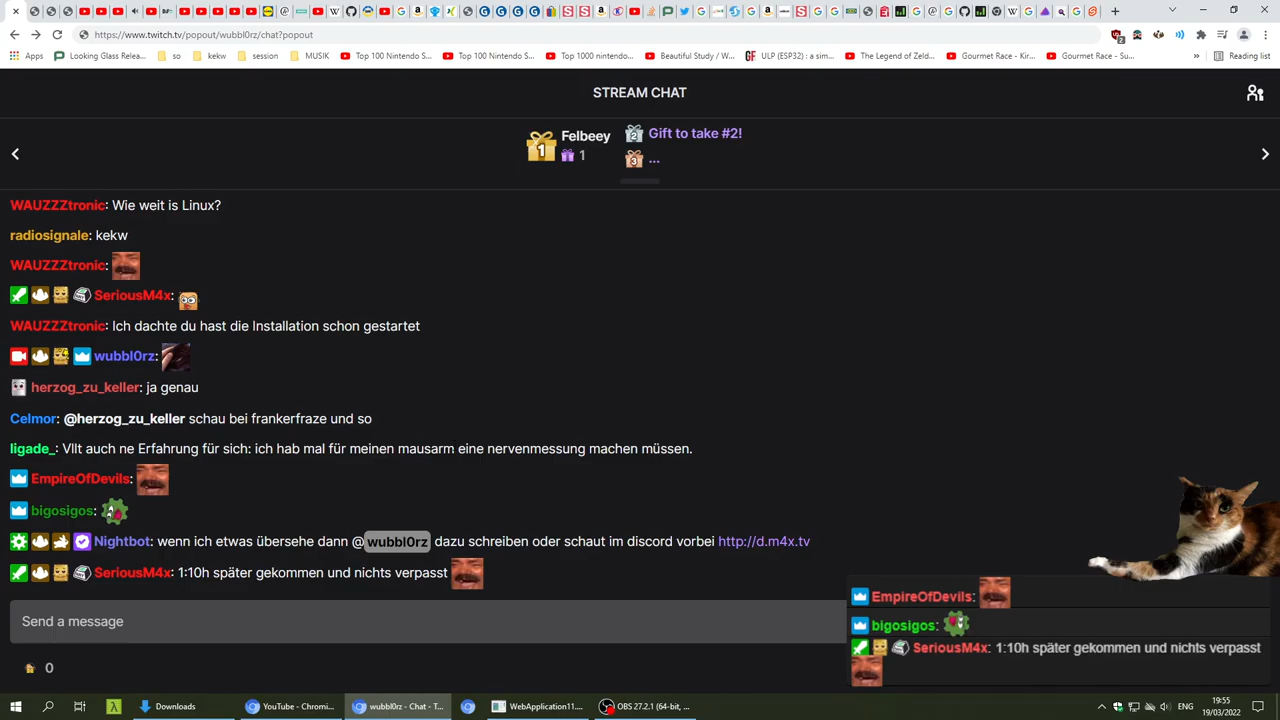 https://www.twitch.tv/popout/wubbl0rz/chat?popout
Apps
Looking Glass Relea...
so
kekw
session
MUSIK
Top 100 Nintendo S...
Top 100 Nintendo S...
Top 1000 nintendo...
Beautiful Study / W...
ULP (ESP32) : a sim...
The Legend of Zeld...
Gourmet Race - Kir...
Gourmet Race - Su...
»
Reading list
STREAM CHAT
1 Felbeey
1
2 Gift to take #2!
3 ...
WAUZZZtronic: Wie weit is Linux?
radiosignale: kekw
WAUZZZtronic:
SeriousM4x:
WAUZZZtronic: Ich dachte du hast die Installation schon gestartet
wubbl0rz:
herzog_zu_keller: ja genau
Celmor: @herzog_zu_keller schau bei frankerfraze und so
ligade_: Vllt auch ne Erfahrung für sich: ich hab mal für meinen mausarm eine nervenmessung machen müssen.
EmpireOfDevils:
bigosigos:
Nightbot: wenn ich etwas übersehe dann @wubbl0rz dazu schreiben oder schaut im discord vorbei http://d.m4x.tv
SeriousM4x: 1:10h später gekommen und nichts verpasst
Send a message
0
EmpireOfDevils:
bigosigos:
SeriousM4x: 1:10h später gekommen und nichts verpasst
Downloads
YouTube - Chromi...
wubbl0rz - Chat - T...
WebApplication11....
OBS 27.2.1 (64-bit, ...
ENG
19:55
19/03/2022